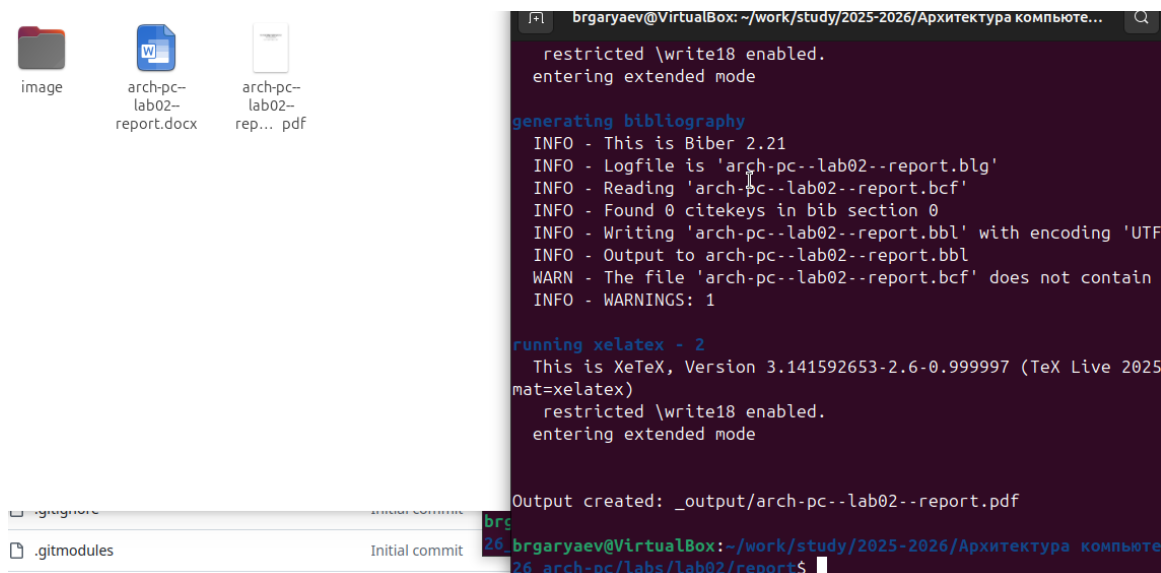 image
arch-pc--
lab02--
report.docx
arch-pc--
lab02--
rep... pdf
brgaryaev@VirtualBox: ~/work/study/2025-2026/Архитектура компьюте...
restricted \write18 enabled.
entering extended mode
generating bibliography
INFO - This is Biber 2.21
INFO - Logfile is 'arch-pc--lab02--report.blg'
INFO - Reading 'arch-pc--lab02--report.bcf'
INFO - Found 0 citekeys in bib section 0
INFO - Writing 'arch-pc--lab02--report.bbl' with encoding 'UTF
INFO - Output to arch-pc--lab02--report.bbl
WARN - The file 'arch-pc--lab02--report.bcf' does not contain
INFO - WARNINGS: 1
running xelatex - 2
This is XeTeX, Version 3.141592653-2.6-0.999997 (TeX Live 2025
mat=xelatex)
restricted \write18 enabled.
entering extended mode
Output created: _output/arch-pc--lab02--report.pdf
brgaryaev@VirtualBox:~/work/study/2025-2026/Архитектура компьюте
26_arch-pc/labs/lab02/report$
.gitignore
Initial commit
brg
.gitmodules
Initial commit
26_